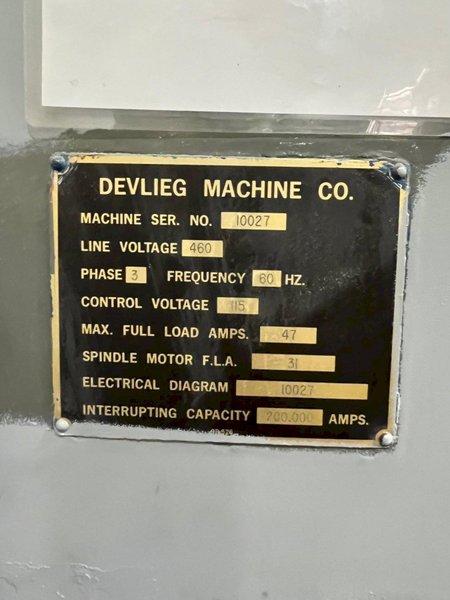 DEVLIEG MACHINE CO.
MACHINE SER. NO. 10027
LINE VOLTAGE 460
PHASE 3 FREQUENCY 60 HZ.
CONTROL VOLTAGE 115
MAX. FULL LOAD AMPS. 47
SPINDLE MOTOR F.L.A. 31
ELECTRICAL DIAGRAM 10027
INTERRUPTING CAPACITY 200,000 AMPS.